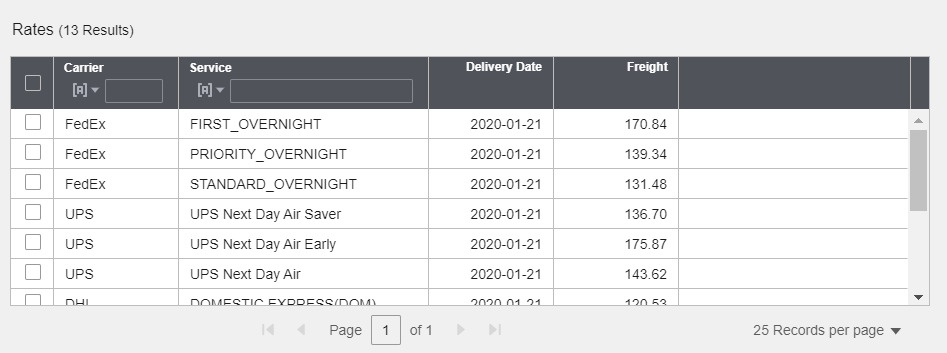 Rates (13 Results)
Carrier Service Delivery Date Freight
[A] [A]
FedEx FIRST_OVERNIGHT 2020-01-21 170.84
FedEx PRIORITY_OVERNIGHT 2020-01-21 139.34
FedEx STANDARD_OVERNIGHT 2020-01-21 131.48
UPS UPS Next Day Air Saver 2020-01-21 136.70
UPS UPS Next Day Air Early 2020-01-21 175.87
UPS UPS Next Day Air 2020-01-21 143.62
DHL DOMESTIC EXPRESS(DOM) 2020-01-21 120.53
Page 1 of 1 25 Records per page